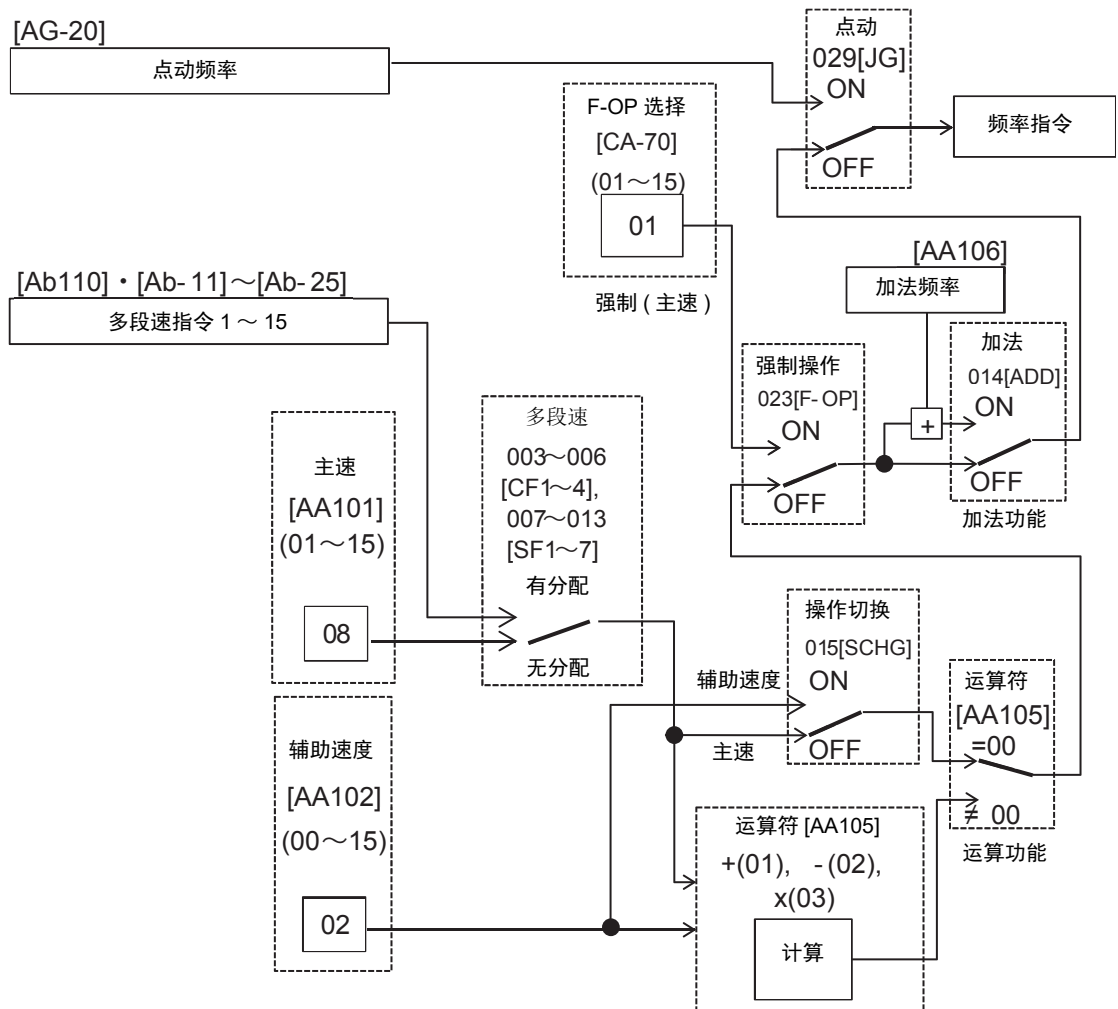 [AG-20]
点动频率
点动
029[JG]
ON
OFF
频率指令
F-OP 选择
[CA-70]
(01～15)
01
强制 ( 主速 )
[Ab110]・[Ab- 11]～[Ab- 25]
多段速指令 1 ～ 15
[AA106]
加法频率
强制操作
023[F- OP]
ON
OFF
+
加法
014[ADD]
ON
OFF
加法功能
多段速
003～006
[CF1～4],
007～013
[SF1～7]
有分配
无分配
主速
[AA101]
(01～15)
08
辅助速度
[AA102]
(00～15)
02
操作切换
015[SCHG]
辅助速度
ON
主速
OFF
运算符
[AA105]
=00
≠ 00
运算功能
运算符 [AA105]
+(01), - (02),
x(03)
计算